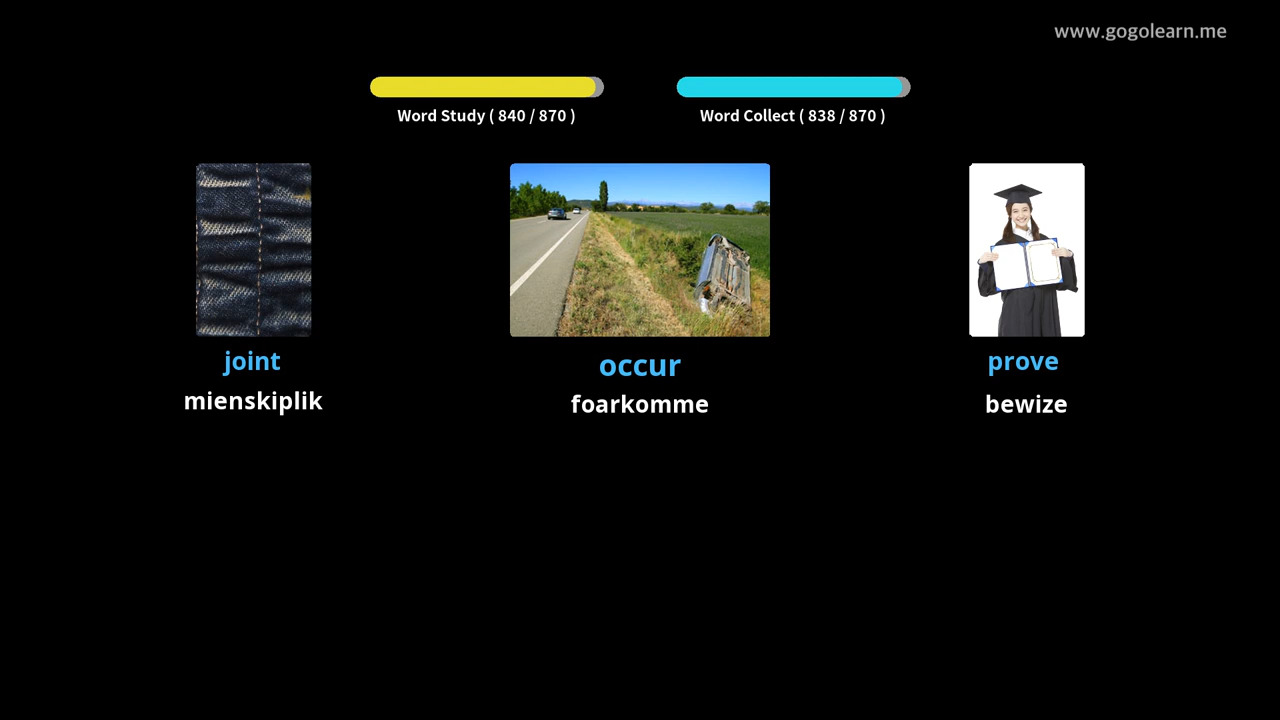 www.gogolearn.me
Word Study ( 840 / 870 )
Word Collect ( 838 / 870 )
joint
mienskiplik
occur
foarkomme
prove
bewize